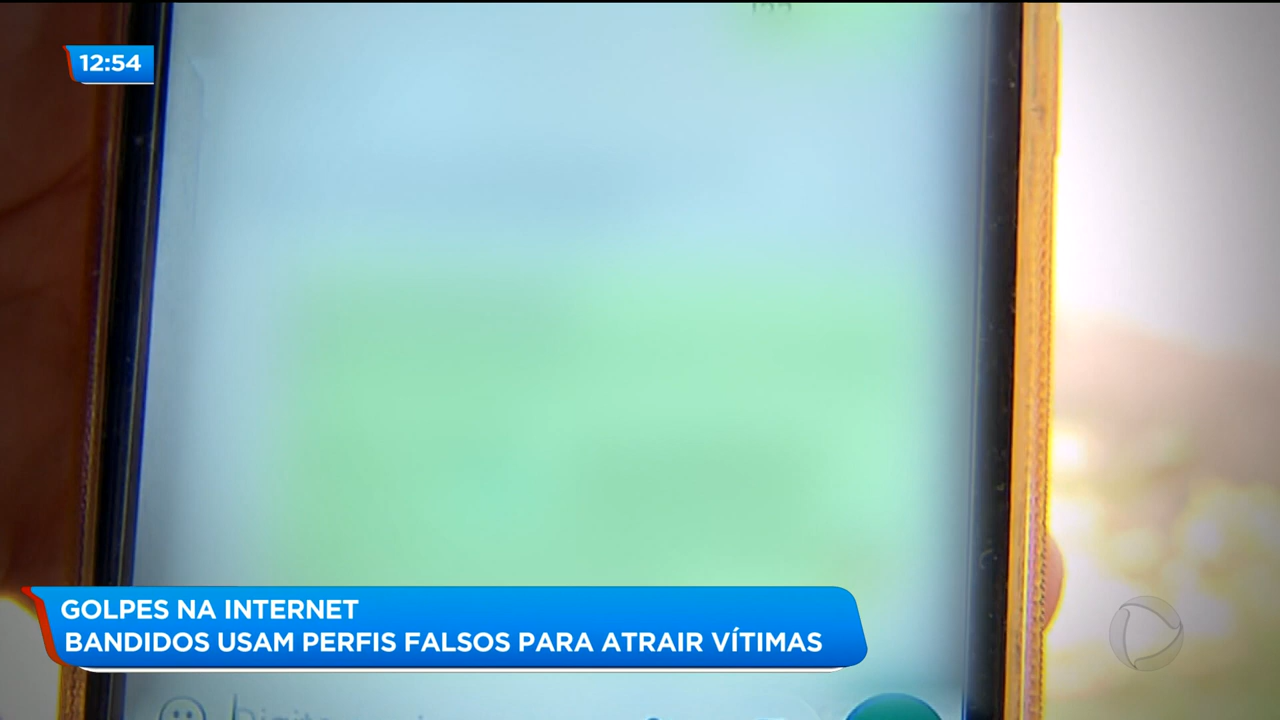 12:54
GOLPES NA INTERNET
BANDIDOS USAM PERFIS FALSOS PARA ATRAIR VÍTIMAS